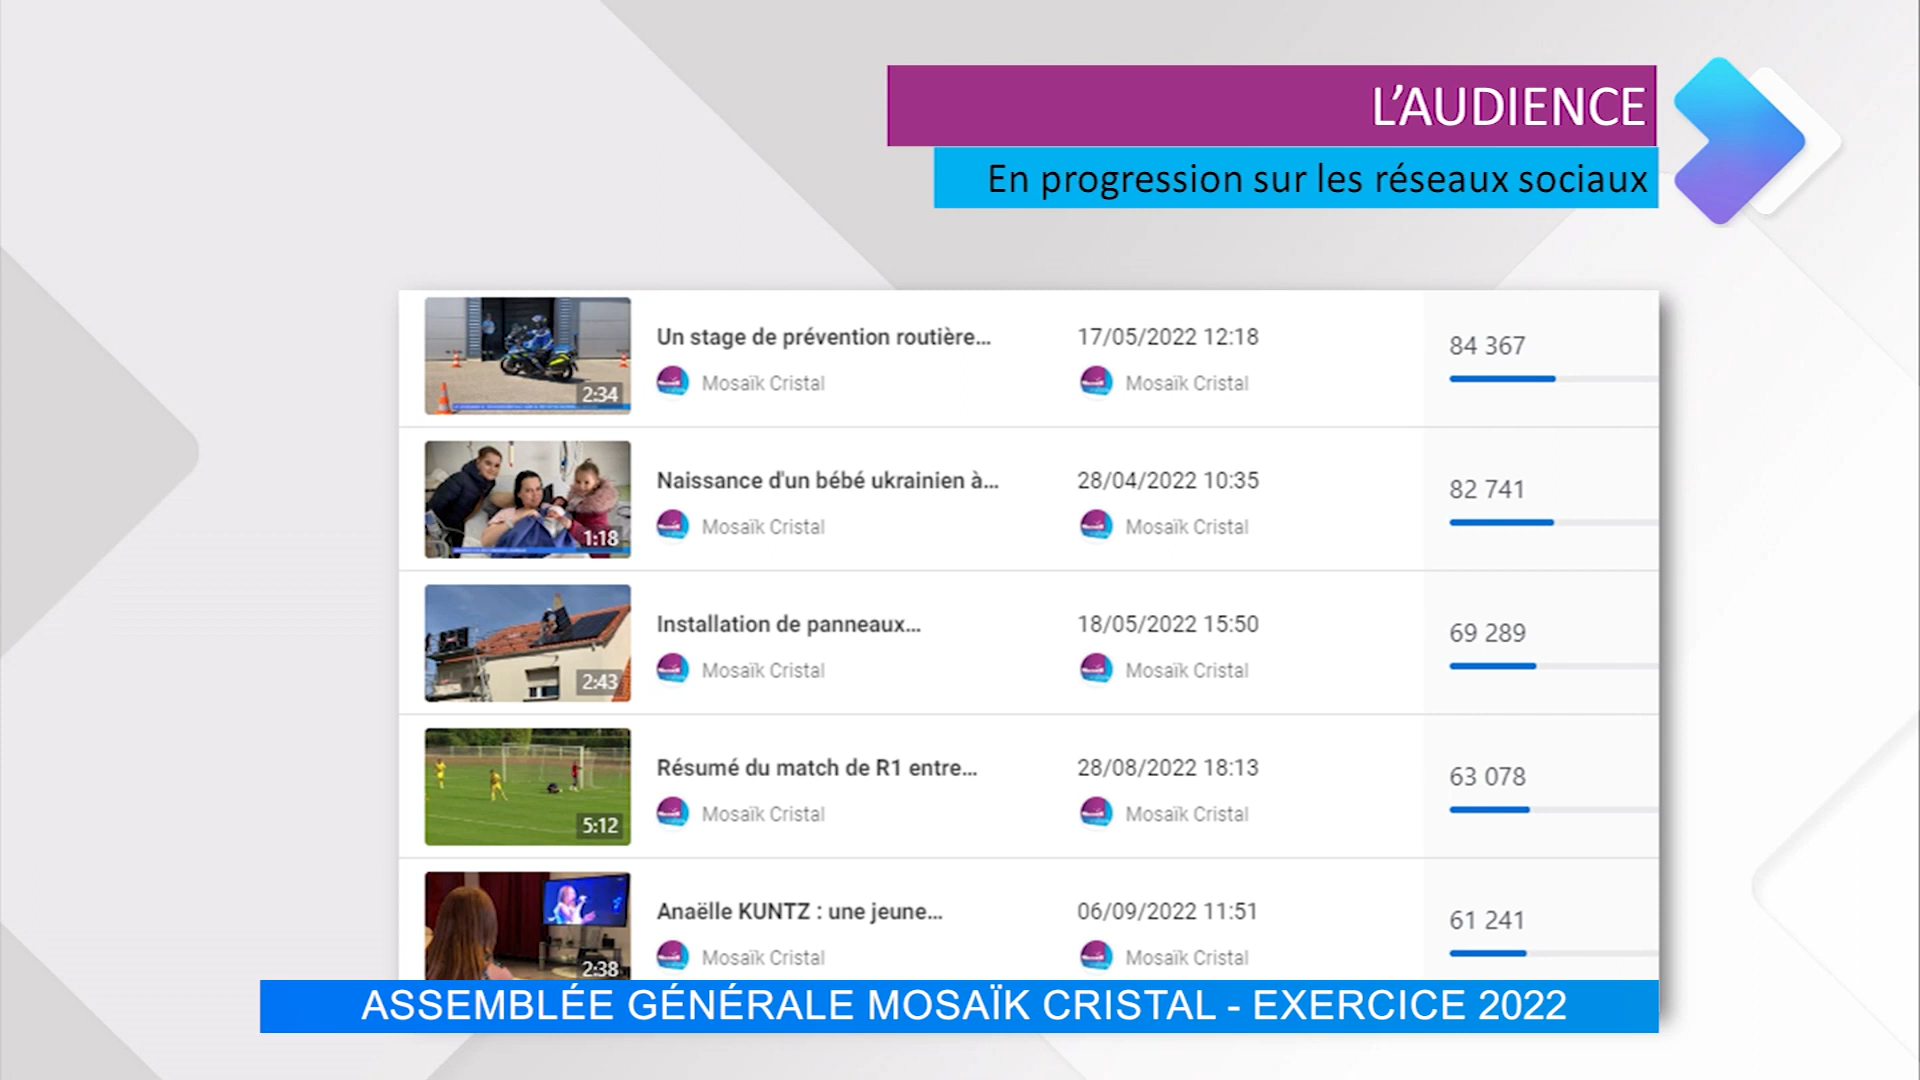 L’AUDIENCE
En progression sur les réseaux sociaux
Un stage de prévention routière...
17/05/2022 12:18
84 367
Mosaïk Cristal
Mosaïk Cristal
2:34
Naissance d'un bébé ukrainien à...
28/04/2022 10:35
82 741
Mosaïk Cristal
Mosaïk Cristal
1:18
Installation de panneaux...
18/05/2022 15:50
69 289
Mosaïk Cristal
Mosaïk Cristal
2:43
Résumé du match de R1 entre...
28/08/2022 18:13
63 078
Mosaïk Cristal
Mosaïk Cristal
5:12
Anaëlle KUNTZ : une jeune...
06/09/2022 11:51
61 241
Mosaïk Cristal
Mosaïk Cristal
2:38
ASSEMBLÉE GÉNÉRALE MOSAÏK CRISTAL - EXERCICE 2022